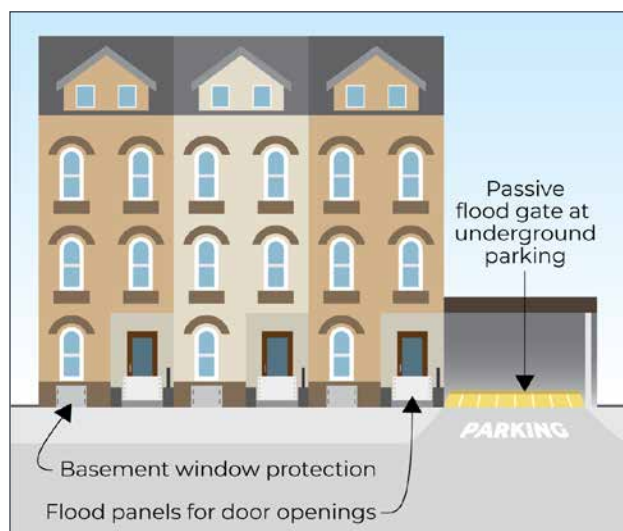 Passive
flood gate at
underground
parking
PARKING
Basement window protection
Flood panels for door openings